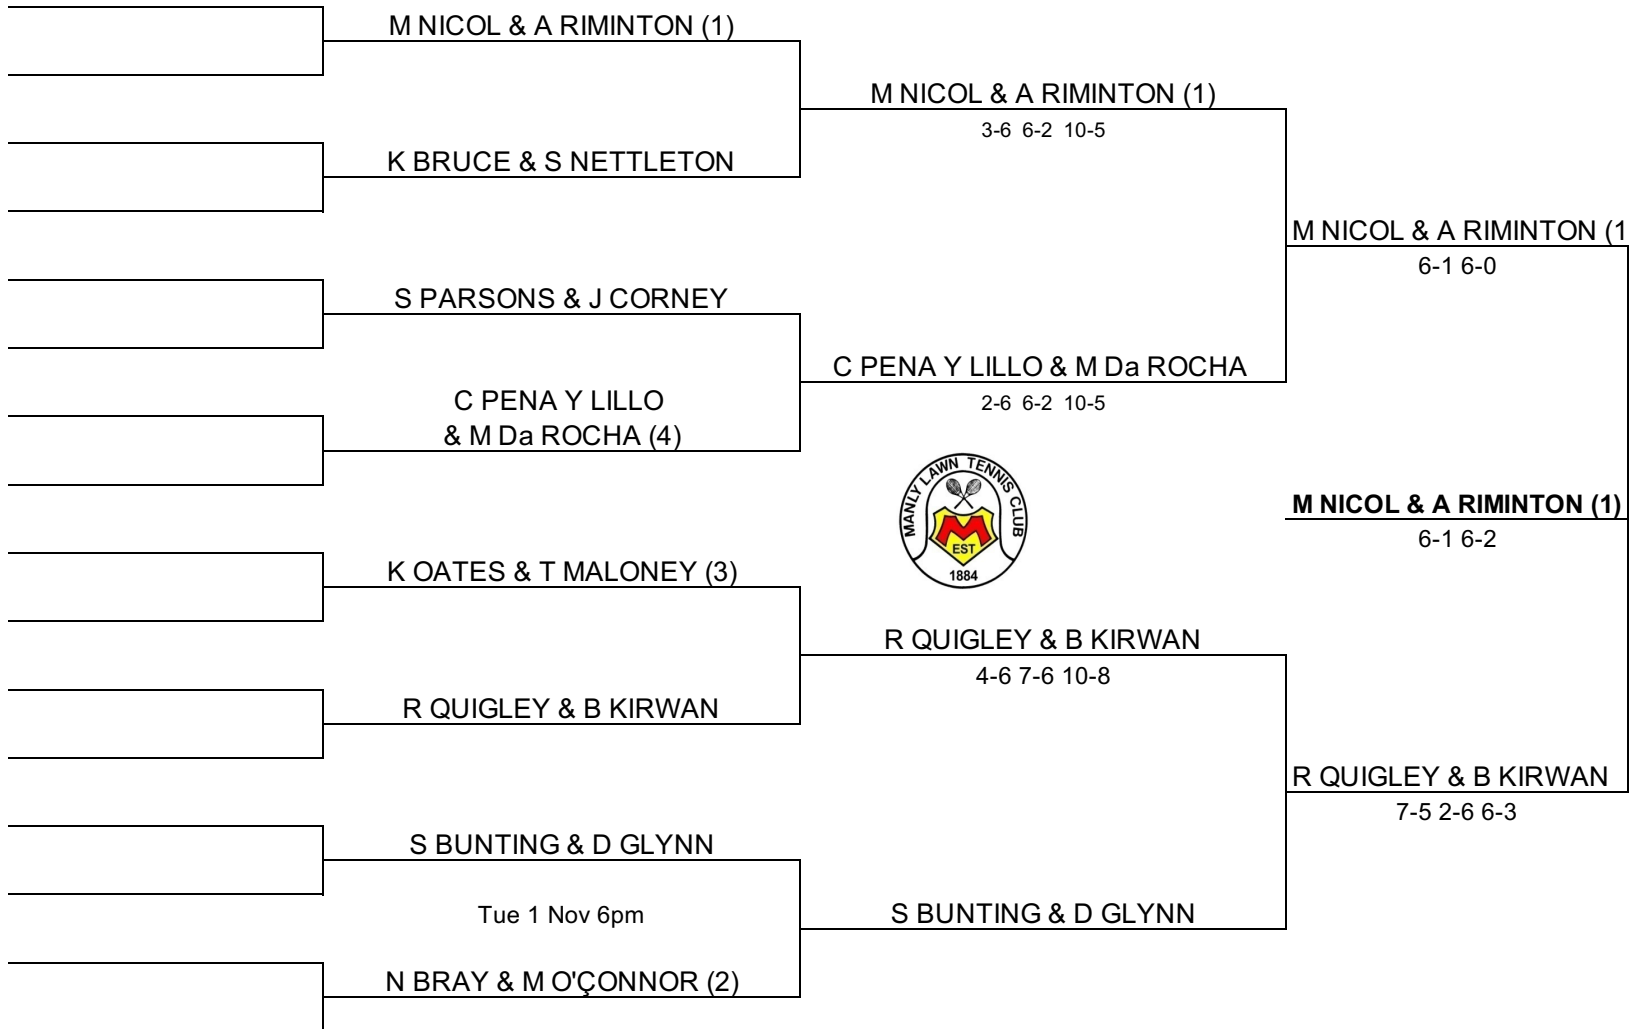 M NICOL & A RIMINTON (1)
M NICOL & A RIMINTON (1)
3-6 6-2 10-5
K BRUCE & S NETTLETON
M NICOL & A RIMINTON (1
6-1 6-0
S PARSONS & J CORNEY
C PENA Y LILLO & M Da ROCHA
2-6 6-2 10-5
C PENA Y LILLO
& M Da ROCHA (4)
MANLY LAWN TENNIS CLUB
M
EST
1884
M NICOL & A RIMINTON (1)
6-1 6-2
K OATES & T MALONEY (3)
R QUIGLEY & B KIRWAN
4-6 7-6 10-8
R QUIGLEY & B KIRWAN
R QUIGLEY & B KIRWAN
7-5 2-6 6-3
S BUNTING & D GLYNN
Tue 1 Nov 6pm
S BUNTING & D GLYNN
N BRAY & M O'ÇONNOR (2)